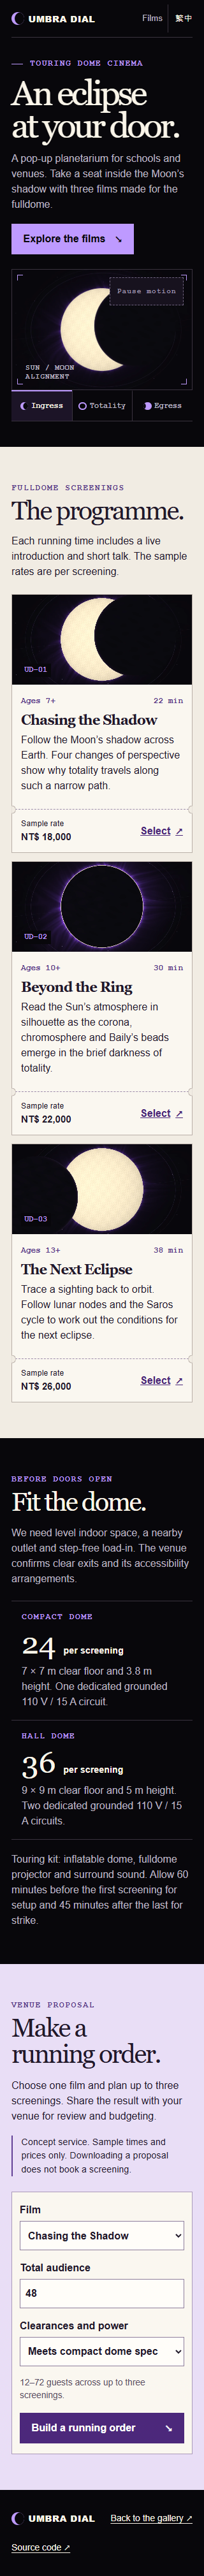 UMBRA DIAL
Films
繁中
TOURING DOME CINEMA
An eclipse
at your door.
A pop-up planetarium for schools and
venues. Take a seat inside the Moon's
shadow with three films made for the
fulldome.
Explore the films ↘
Pause motion
SUN / MOON
ALIGNMENT
Ingress
Totality
Egress
FULLDOME SCREENINGS
The programme.
Each running time includes a live
introduction and short talk. The sample
rates are per screening.
UD-01
Ages 7+
22 min
Chasing the Shadow
Follow the Moon's shadow across
Earth. Four changes of perspective
show why totality travels along
such a narrow path.
Sample rate
NT$ 18,000
Select ↗
UD-02
Ages 10+
30 min
Beyond the Ring
Read the Sun's atmosphere in
silhouette as the corona,
chromosphere and Baily's beads
emerge in the brief darkness of
totality.
Sample rate
NT$ 22,000
Select ↗
UD-03
Ages 13+
38 min
The Next Eclipse
Trace a sighting back to orbit.
Follow lunar nodes and the Saros
cycle to work out the conditions for
the next eclipse.
Sample rate
NT$ 26,000
Select ↗
BEFORE DOORS OPEN
Fit the dome.
We need level indoor space, a nearby
outlet and step-free load-in. The venue
confirms clear exits and its accessibility
arrangements.
COMPACT DOME
24 per screening
7 × 7 m clear floor and 3.8 m
height. One dedicated grounded
110 V / 15 A circuit.
HALL DOME
36 per screening
9 × 9 m clear floor and 5 m height.
Two dedicated grounded 110 V / 15
A circuits.
Touring kit: inflatable dome, fulldome
projector and surround sound. Allow 60
minutes before the first screening for
setup and 45 minutes after the last for
strike.
VENUE PROPOSAL
Make a
running order.
Choose one film and plan up to three
screenings. Share the result with your
venue for review and budgeting.
Concept service. Sample times and
prices only. Downloading a proposal
does not book a screening.
Film
Chasing the Shadow
Total audience
48
Clearances and power
Meets compact dome spec
12–72 guests across up to three
screenings.
Build a running order ↘
UMBRA DIAL
Back to the gallery ↗
Source code ↗